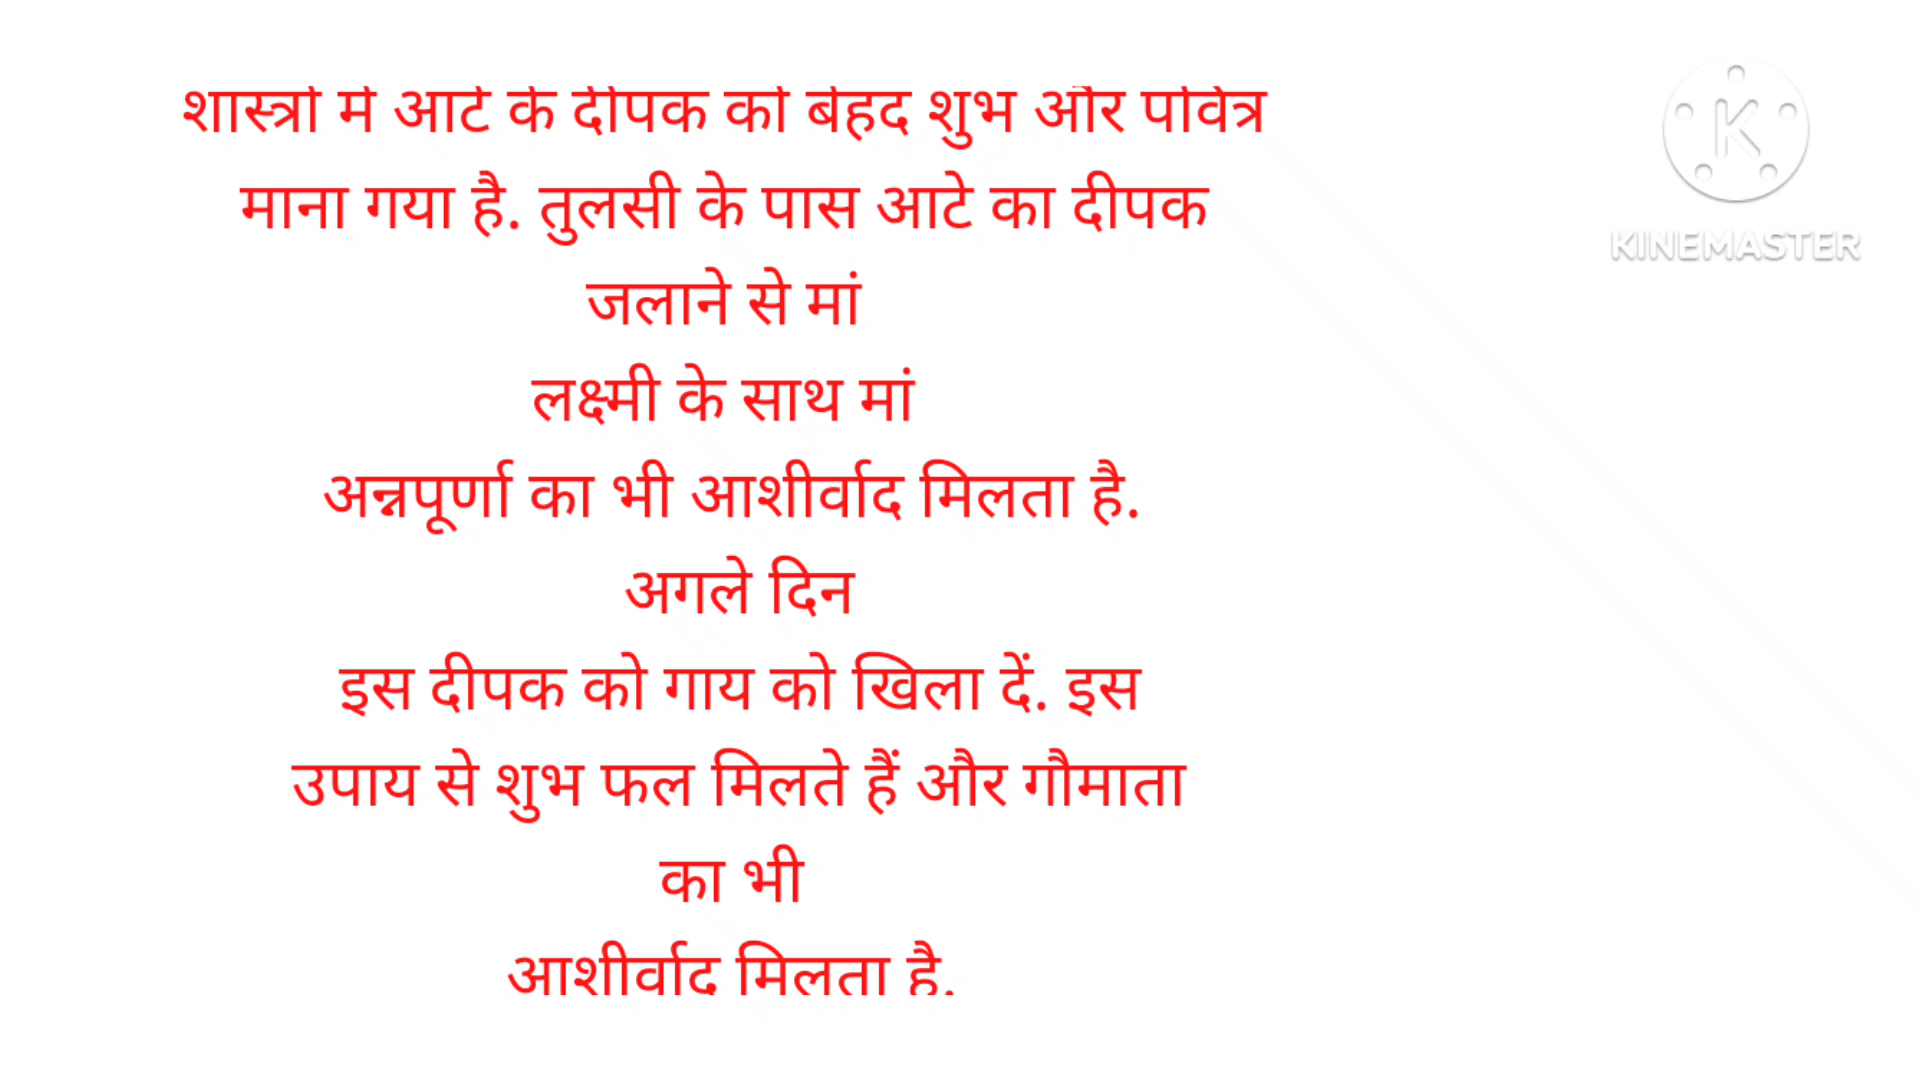 शास्त्रों में आटे के दीपक को बेहद शुभ और पवित्र
माना गया है. तुलसी के पास आटे का दीपक
जलाने से मां
लक्ष्मी के साथ मां
अन्नपूर्णा का भी आशीर्वाद मिलता है.
अगले दिन
इस दीपक को गाय को खिला दें. इस
उपाय से शुभ फल मिलते हैं और गौमाता
का भी
आशीर्वाद मिलता है.
K
KINEMASTER